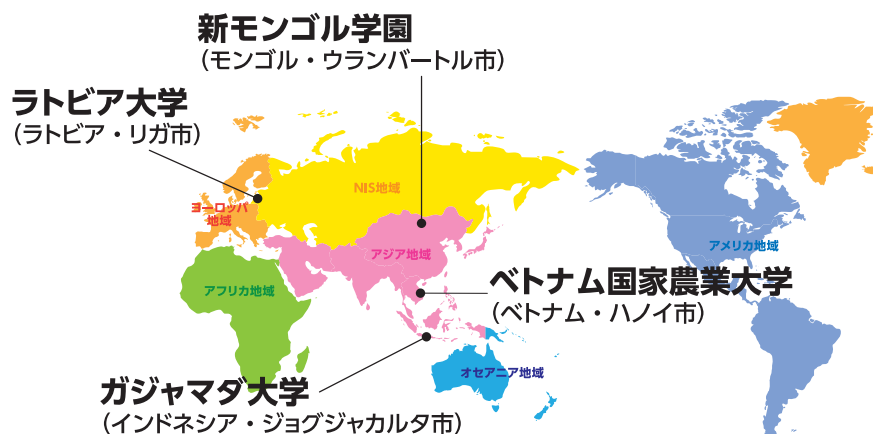 新モンゴル学園
（モンゴル・ウランバートル市）
ラトビア大学
（ラトビア・リガ市）
NIS地域
ヨーロッパ
地域
アジア地域
アメリカ地域
アフリカ地域
ベトナム国家農業大学
（ベトナム・ハノイ市）
オセアニア地域
ガジャマダ大学
（インドネシア・ジョグジャカルタ市）